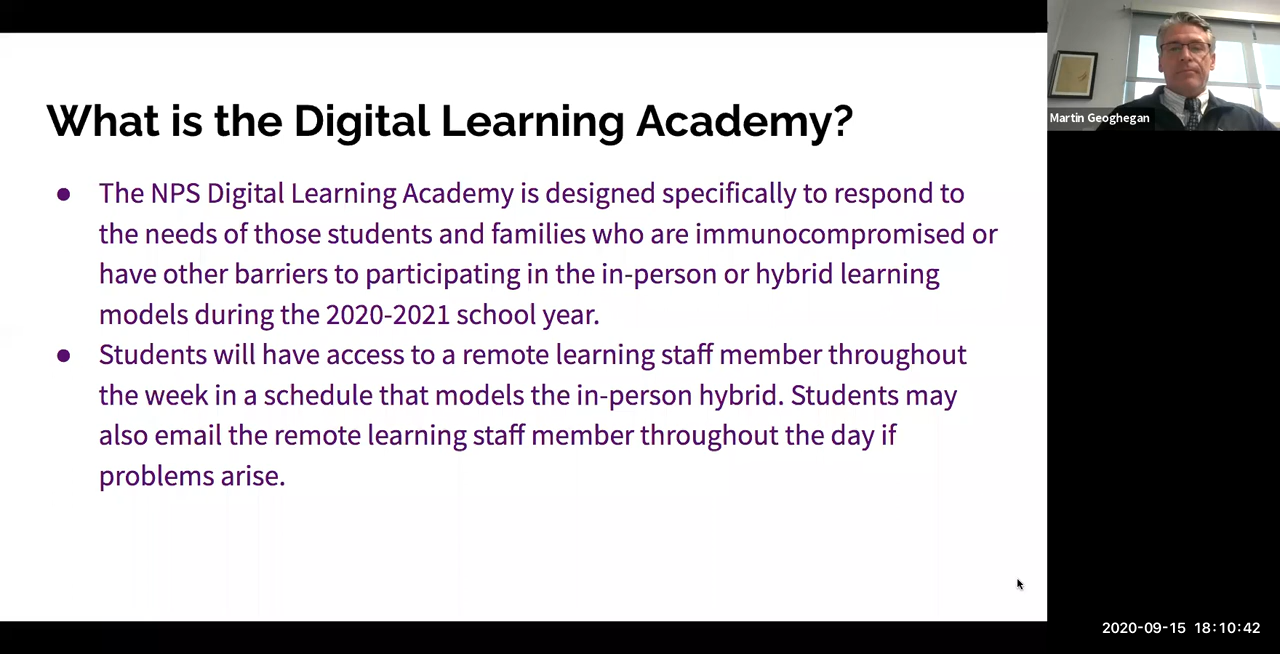 What is the Digital Learning Academy?
● The NPS Digital Learning Academy is designed specifically to respond to
the needs of those students and families who are immunocompromised or
have other barriers to participating in the in-person or hybrid learning
models during the 2020-2021 school year.
● Students will have access to a remote learning staff member throughout
the week in a schedule that models the in-person hybrid. Students may
also email the remote learning staff member throughout the day if
problems arise.
Martin Geoghegan
2020-09-15 18:10:42